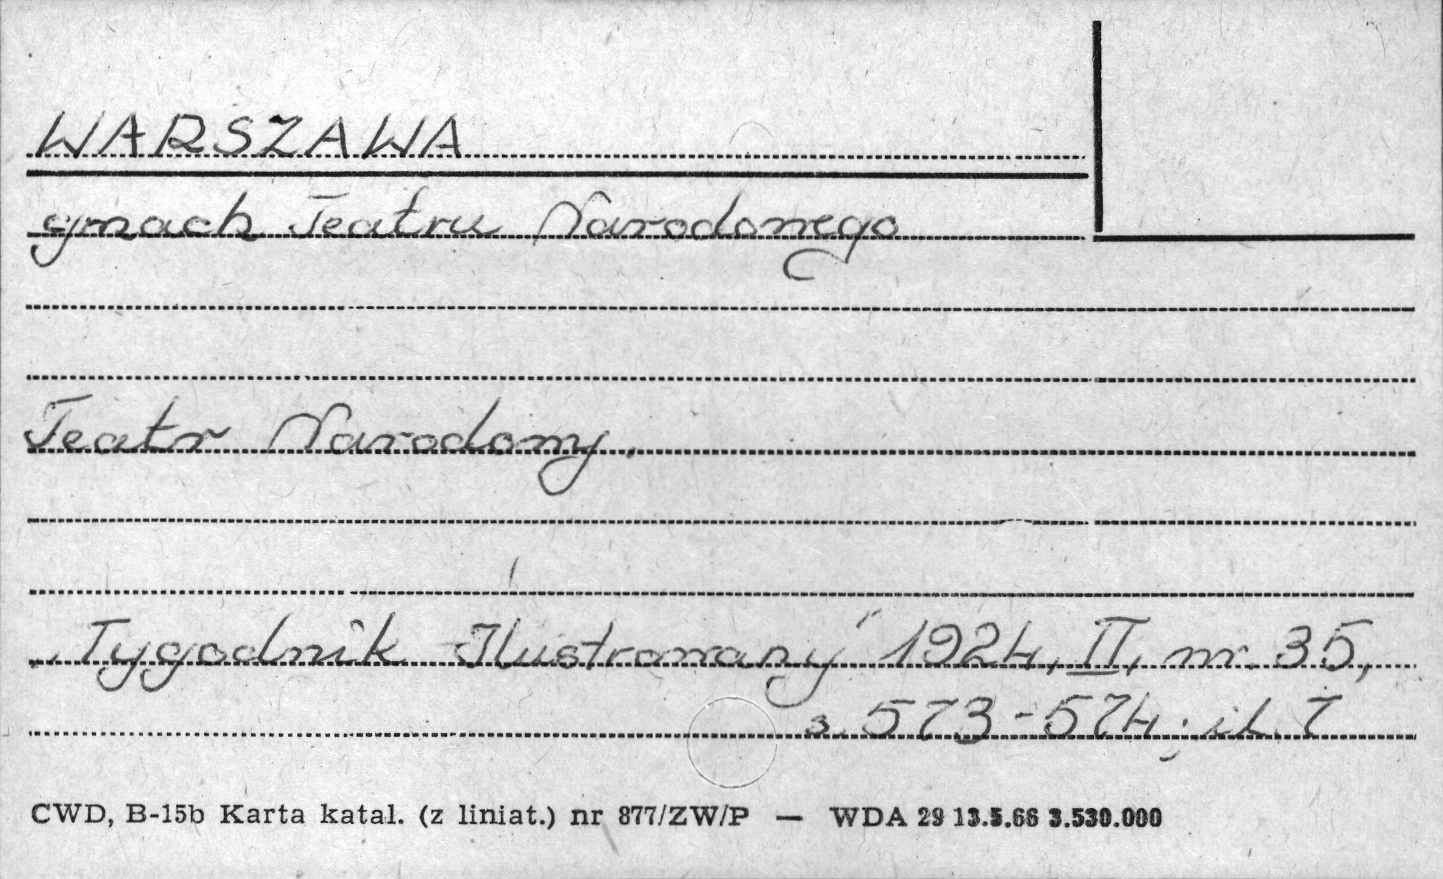 WARSZAWA
gmach Teatru Narodowego
Teatr Narodowy.
„Tygodnik Ilustrowany" 1924, II, nr. 35,
s. 573-574; il. 7
CWD, B-15b Karta katal. (z liniat.) nr 877/ZW/P — WDA 29 13.5.66 3.530.000